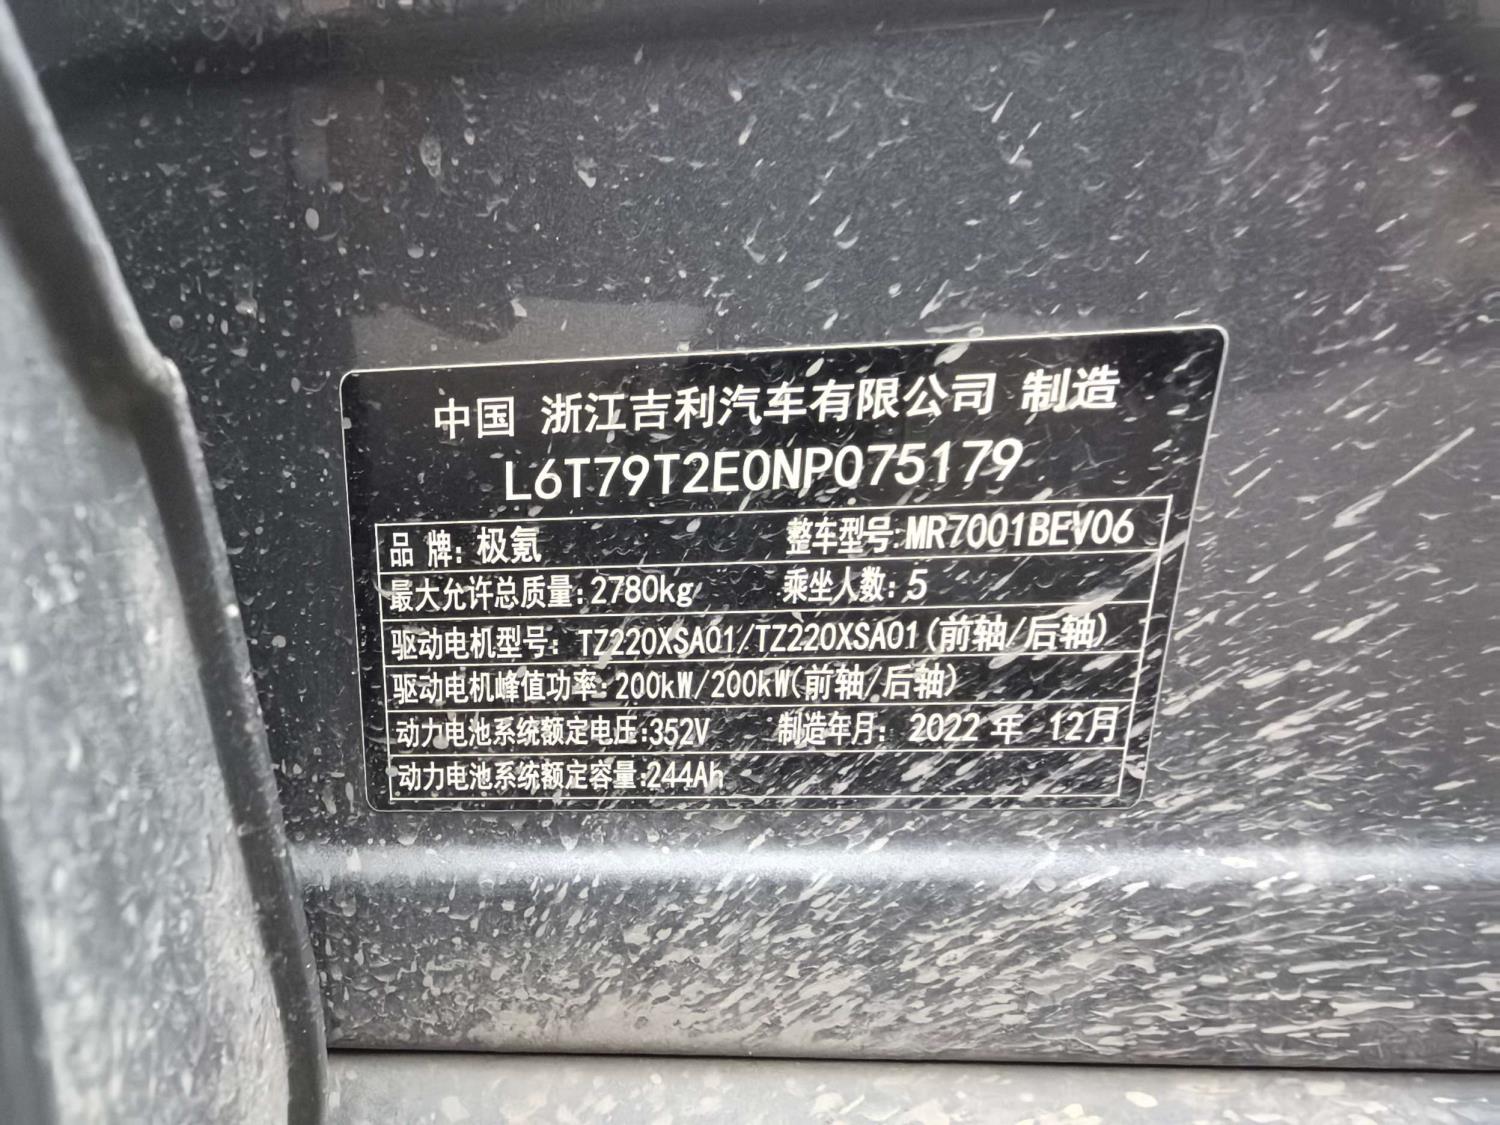 中国 浙江吉利汽车有限公司 制造
L6T79T2E0NP075179
品 牌: 极氪 整车型号:MR7001BEV06
最大允许总质量:2780kg 乘坐人数: 5
驱动电机型号: TZ220XSA01/TZ220XSA01(前轴/后轴)
驱动电机峰值功率:200kW/200kW(前轴/后轴)
动力电池系统额定电压:352V 制造年月: 2022 年 12月
动力电池系统额定容量:244Ah